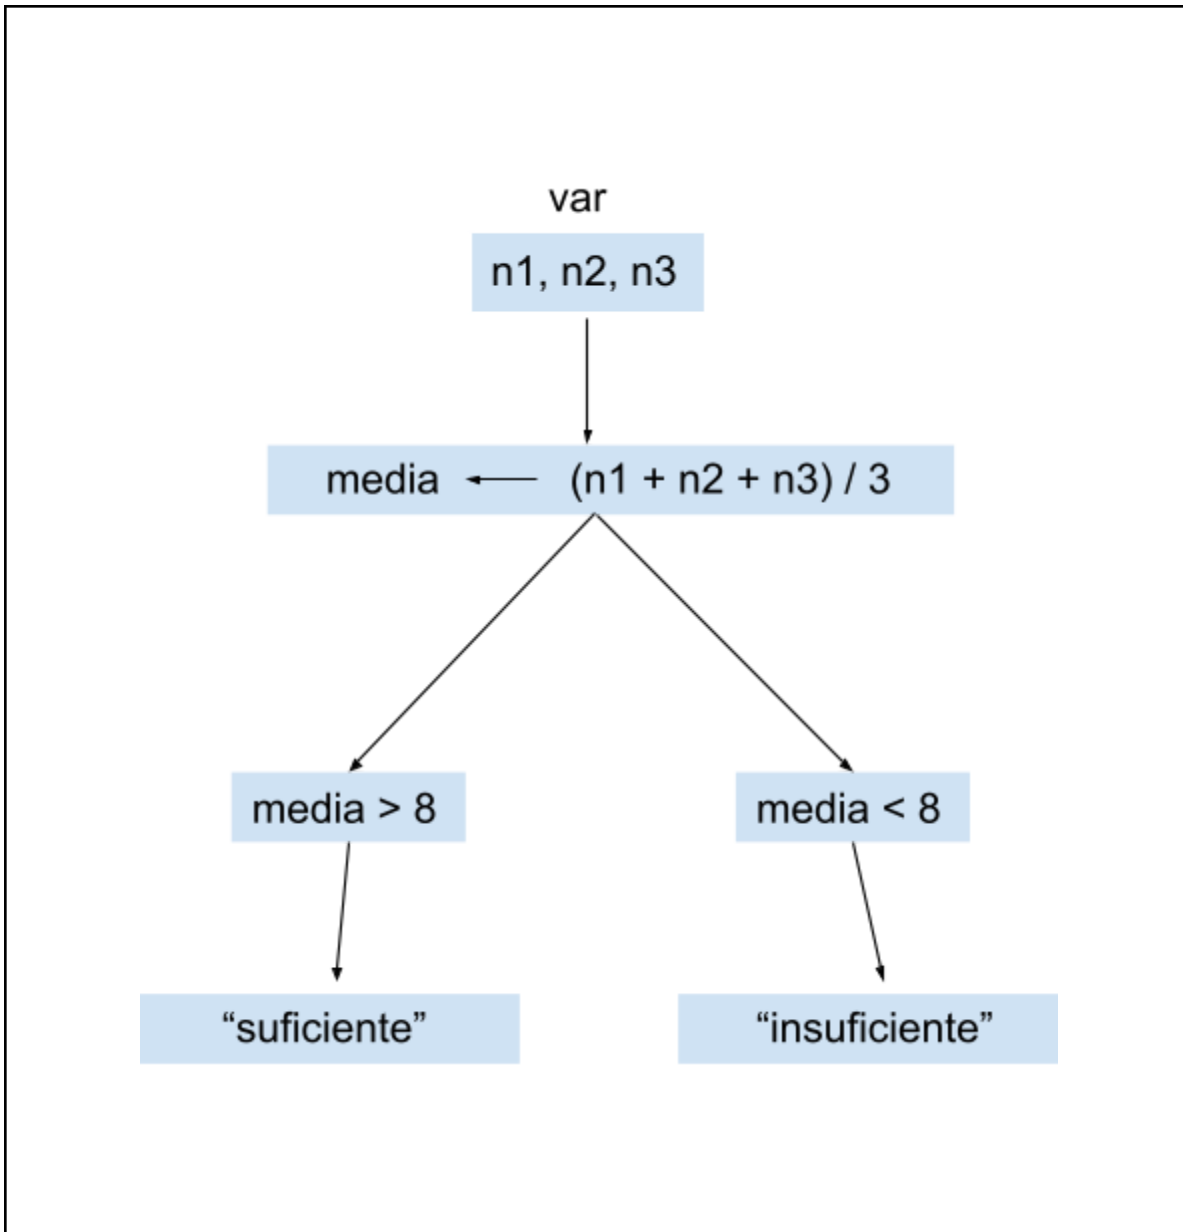 var
n1, n2, n3
media ← (n1 + n2 + n3) / 3
media > 8
media < 8
“suficiente”
“insuficiente”